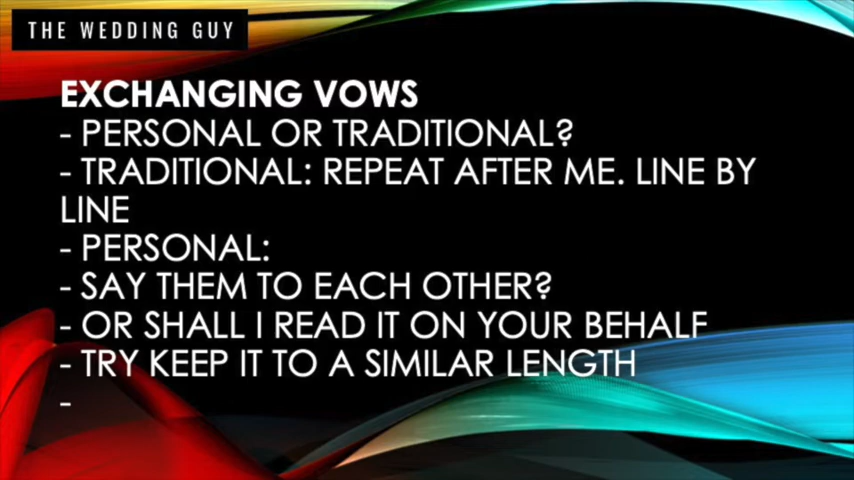 THE WEDDING GUY
EXCHANGING VOWS
- PERSONAL OR TRADITIONAL?
- TRADITIONAL: REPEAT AFTER ME. LINE BY
LINE
- PERSONAL:
- SAY THEM TO EACH OTHER?
- OR SHALL I READ IT ON YOUR BEHALF
- TRY KEEP IT TO A SIMILAR LENGTH
-